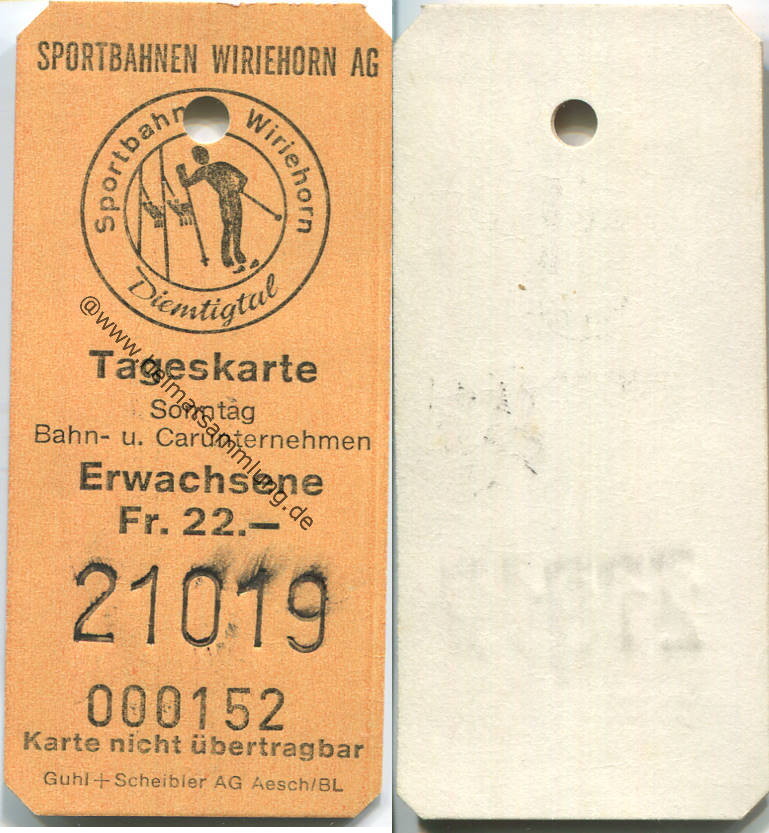 SPORTBAHNEN WIRIEHORN AG
Sportbahn Wiriehorn
Diemtigtal
Tageskarte
Sonntag
Bahn- u. Carunternehmen
Erwachsene
Fr. 22.—
21019
000152
Karte nicht übertragbar
Guhl+Scheibler AG Aesch/BL
@www.heimatsammlung.de